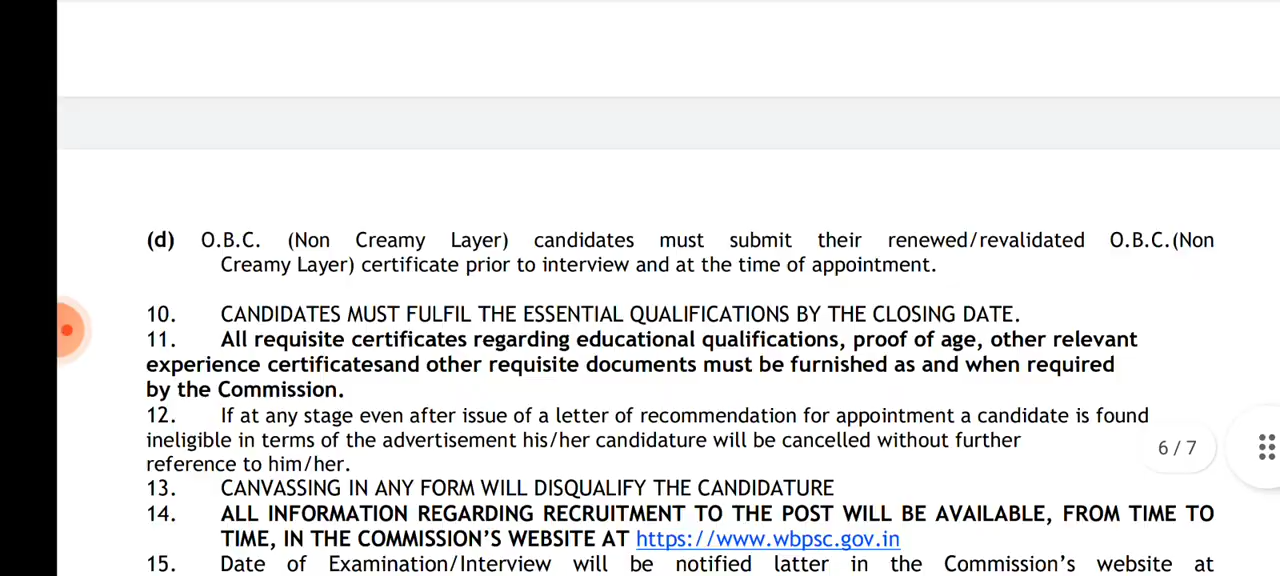 (d) O.B.C. (Non Creamy Layer) candidates must submit their renewed/revalidated O.B.C.(Non
Creamy Layer) certificate prior to interview and at the time of appointment.
10. CANDIDATES MUST FULFIL THE ESSENTIAL QUALIFICATIONS BY THE CLOSING DATE.
11. All requisite certificates regarding educational qualifications, proof of age, other relevant
experience certificatesand other requisite documents must be furnished as and when required
by the Commission.
12. If at any stage even after issue of a letter of recommendation for appointment a candidate is found
ineligible in terms of the advertisement his/her candidature will be cancelled without further
reference to him/her.
6 / 7
13. CANVASSING IN ANY FORM WILL DISQUALIFY THE CANDIDATURE
14. ALL INFORMATION REGARDING RECRUITMENT TO THE POST WILL BE AVAILABLE, FROM TIME TO
TIME, IN THE COMMISSION'S WEBSITE AT https://www.wbpsc.gov.in
15. Date of Examination/Interview will be notified latter in the Commission's website at